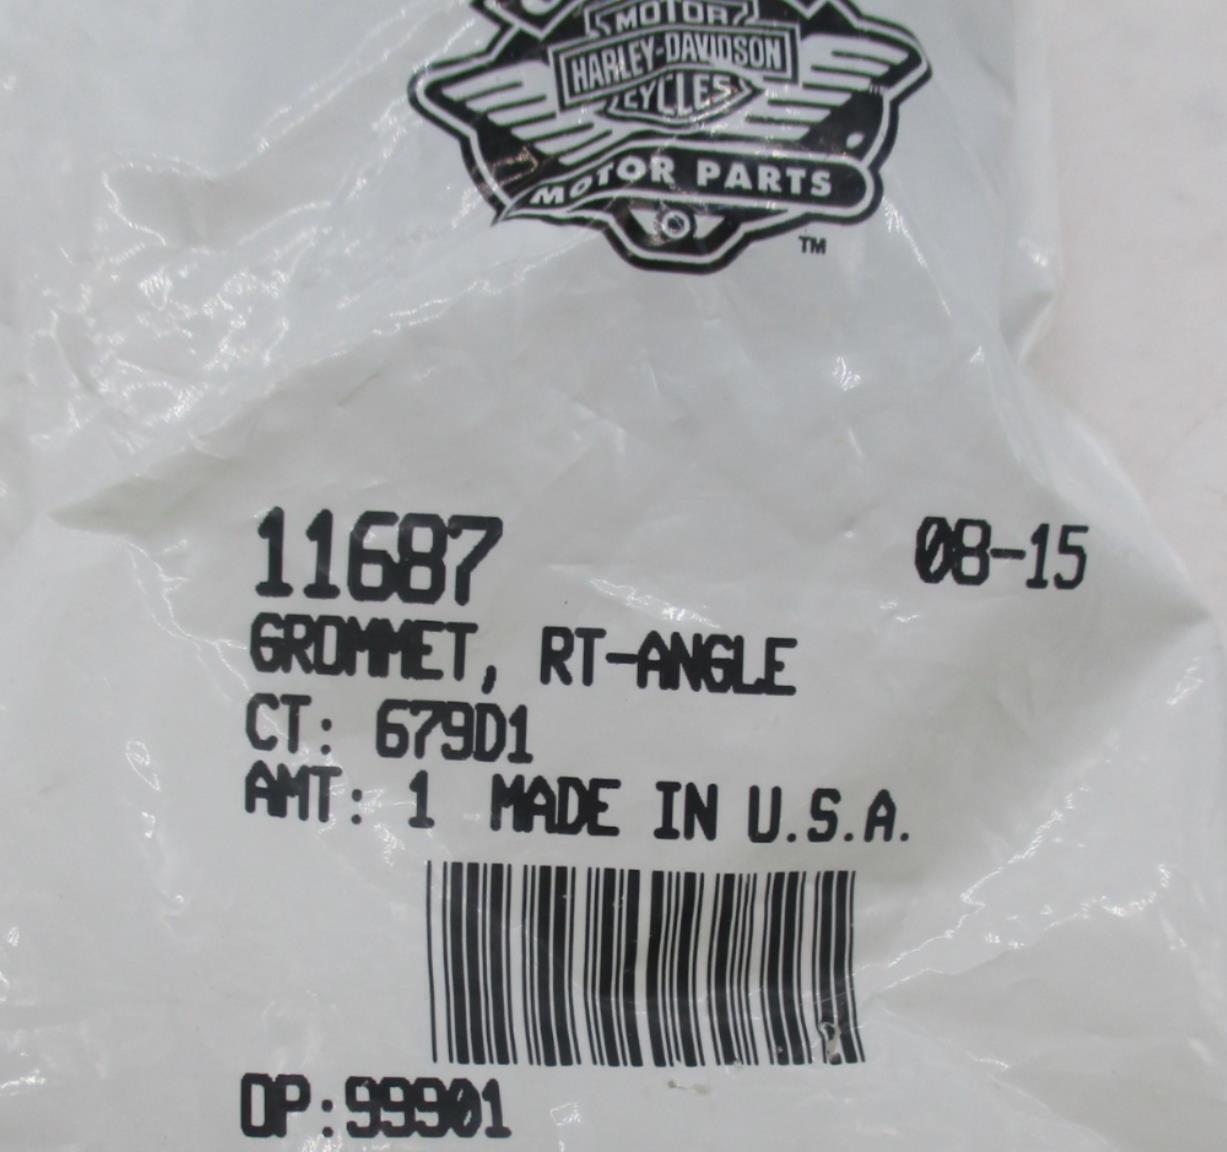 MOTOR
HARLEY-DAVIDSON
CYCLES
MOTOR PARTS
TM
11687 08-15
GROMMET, RT-ANGLE
CT: 679D1
AMT: 1 MADE IN U.S.A.
OP:99901